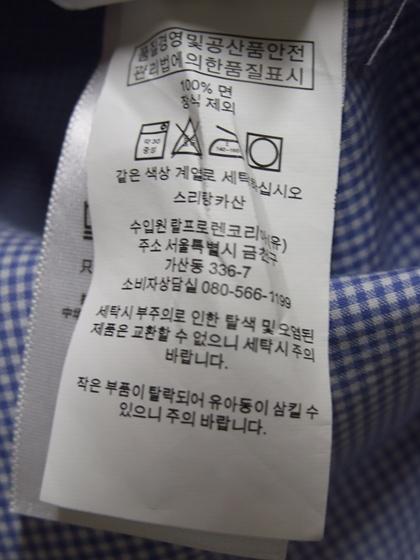 품질경영및공산품안전
관리법에의한품질표시
100% 면
장식 제외
약 30
중성
같은 색상 계열로 세탁하십시오
스리랑카산
수입원 랄프로렌코리아(유)
주소 서울특별시 금천구
가산동 336-7
소비자상담실 080-566-1199
세탁시 부주의로 인한 탈색 및 오염된
제품은 교환할 수 없으니 세탁시 주의
바랍니다.
작은 부품이 탈락되어 유아동이 삼킬 수
있으니 주의 바랍니다.